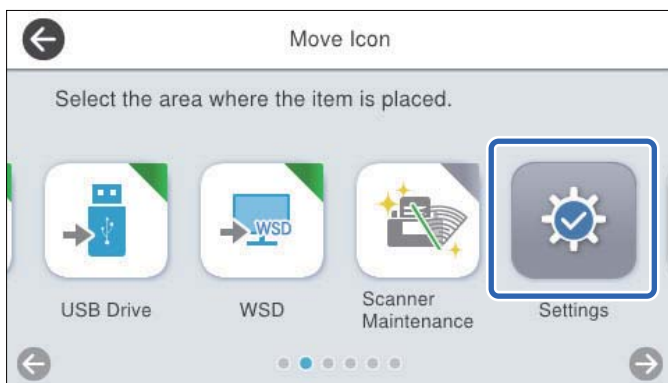 Move Icon
Select the area where the item is placed.
WSD
USB Drive
WSD
Scanner
Maintenance
Settings